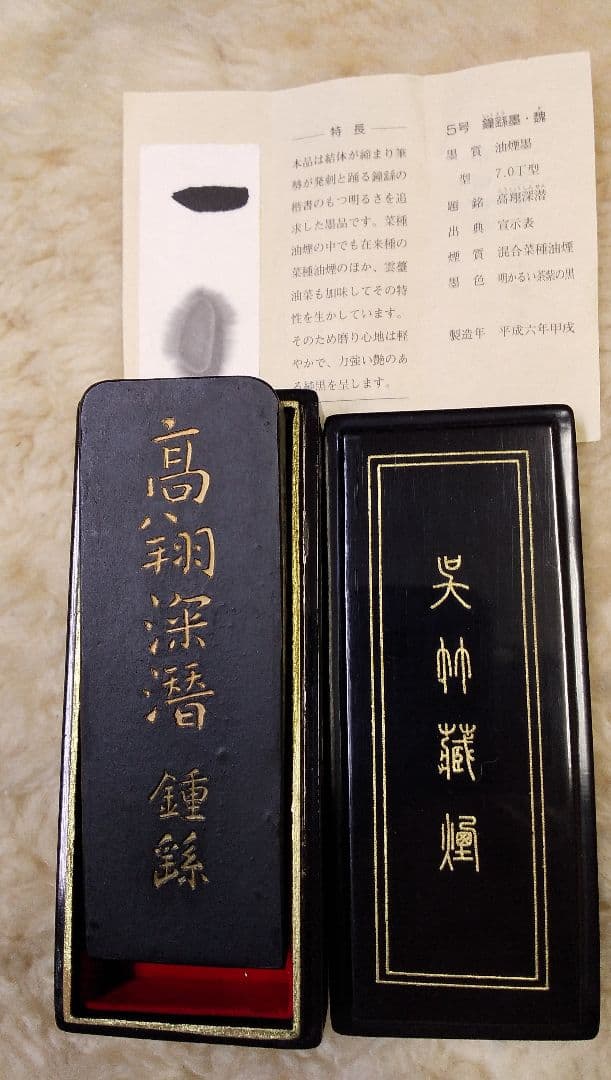 特長
本品は結体が締まり筆
勢が発刺と踊る鍾繇の
楷書のもつ明るさを追
求した墨品です。菜種
油煙の中でも在来種の
菜種油煙のほか、雲薹
油菜も加味してその特
性を生かしています。
そのため磨り心地は軽
やかで、力強い艶のあ
る純黒を呈します。
5号 鍾繇墨・魏
墨質 油煙墨
型 7.0丁型
題銘 高翔深潜
出典 宣示表
煙質 混合菜種油煙
墨色 明かるい茶紫の黒
製造年 平成六年甲戌
高翔深潜 鍾繇
呉竹蔵煙